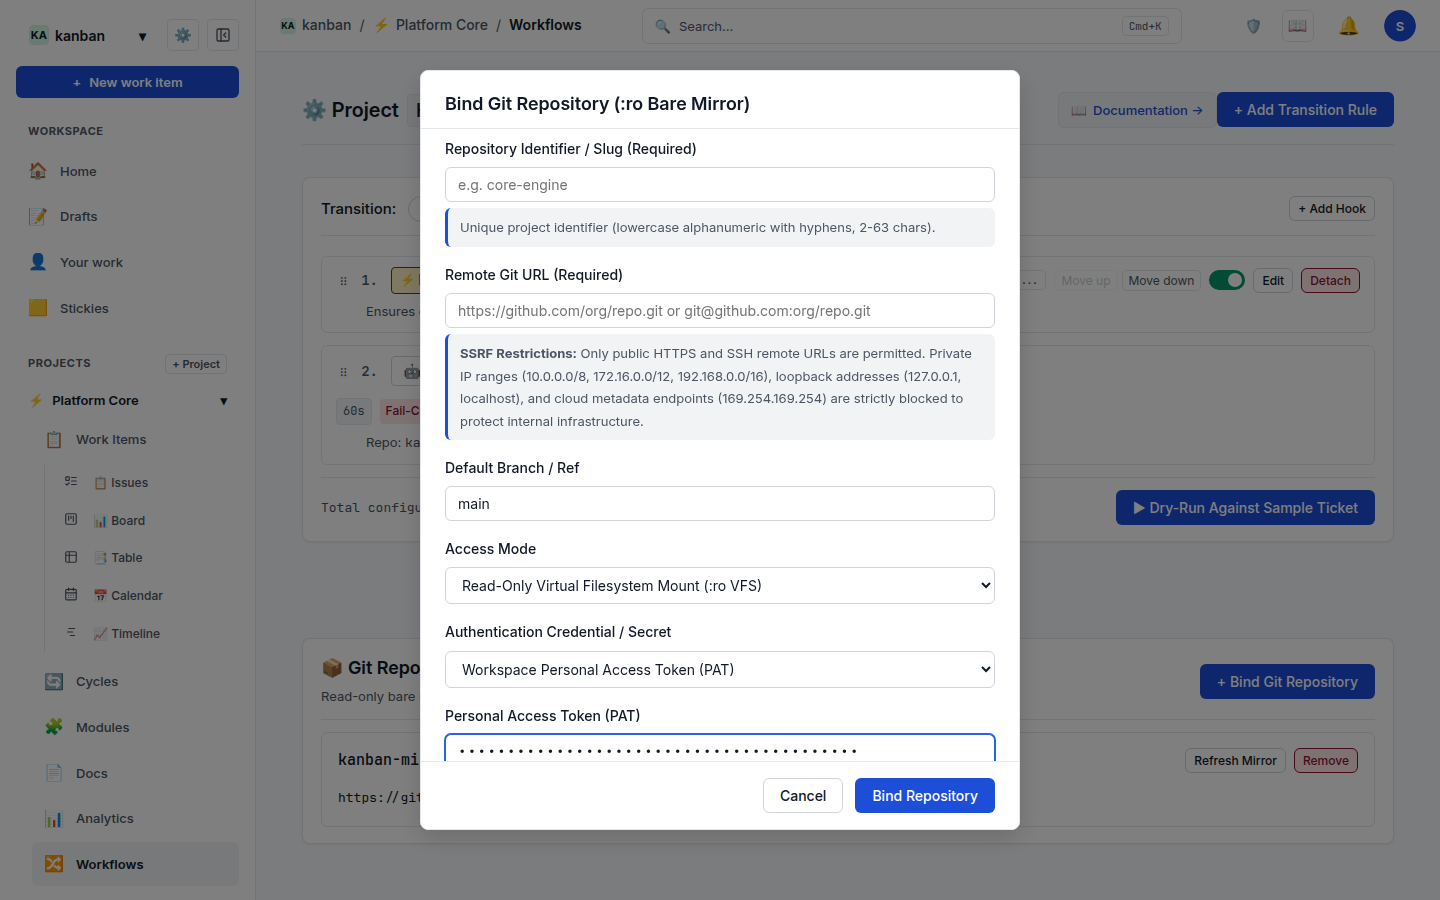 KA kanban
+ New work item
WORKSPACE
Home
Drafts
Your work
Stickies
PROJECTS
+ Project
Platform Core
Work Items
Issues
Board
Table
Calendar
Timeline
Cycles
Modules
Docs
Analytics
Workflows
KA kanban / Platform Core / Workflows
Search...
Cmd+K
S
Project
Documentation →
+ Add Transition Rule
Transition:
+ Add Hook
1.
...
Move up
Move down
Edit
Detach
Ensures
2.
60s
Fail-C
Repo: ka
Total configu
▶ Dry-Run Against Sample Ticket
Git Repo
Read-only bare
+ Bind Git Repository
kanban-mi
Refresh Mirror
Remove
https://git
Bind Git Repository (:ro Bare Mirror)
Repository Identifier / Slug (Required)
e.g. core-engine
Unique project identifier (lowercase alphanumeric with hyphens, 2-63 chars).
Remote Git URL (Required)
https://github.com/org/repo.git or git@github.com:org/repo.git
SSRF Restrictions: Only public HTTPS and SSH remote URLs are permitted. Private
IP ranges (10.0.0.0/8, 172.16.0.0/12, 192.168.0.0/16), loopback addresses (127.0.0.1,
localhost), and cloud metadata endpoints (169.254.169.254) are strictly blocked to
protect internal infrastructure.
Default Branch / Ref
main
Access Mode
Read-Only Virtual Filesystem Mount (:ro VFS)
Authentication Credential / Secret
Workspace Personal Access Token (PAT)
Personal Access Token (PAT)
•••••••••••••••••••••••••••••••••••••••••
Cancel
Bind Repository